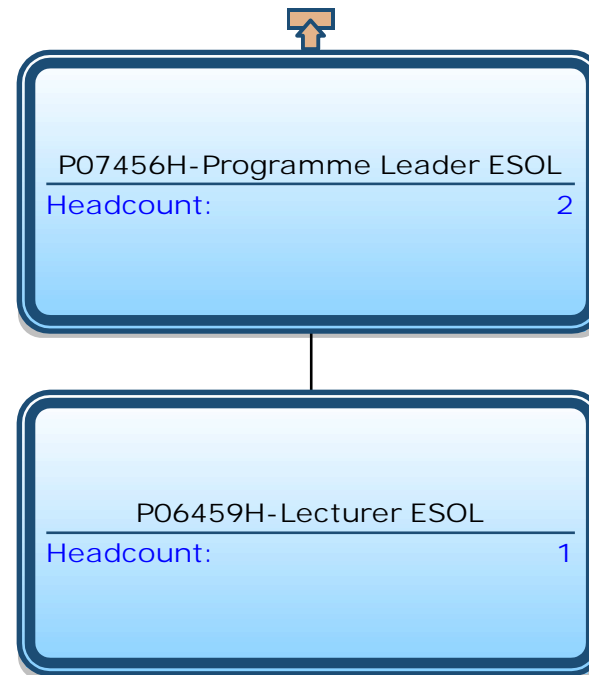 P07456H-Programme Leader ESOL
Headcount: 2
P06459H-Lecturer ESOL
Headcount: 1